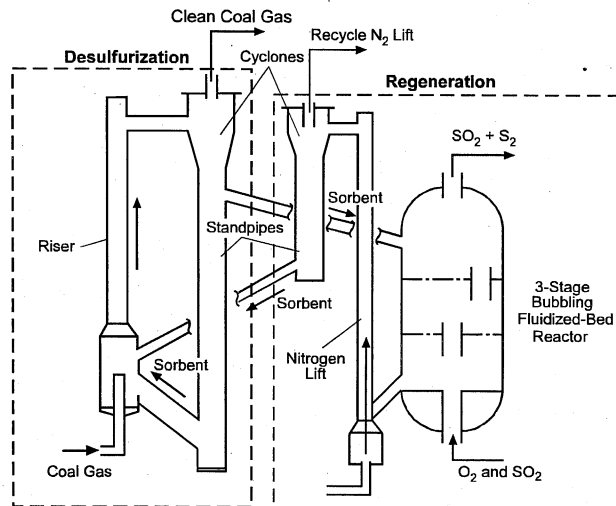 Clean Coal Gas
Recycle N₂ Lift
Desulfurization
Cyclones
Regeneration
SO₂ + S₂
Sorbent
Riser
Standpipes
3-Stage
Bubbling
Fluidized-Bed
Reactor
Sorbent
Nitrogen
Lift
Sorbent
Coal Gas
O₂ and SO₂